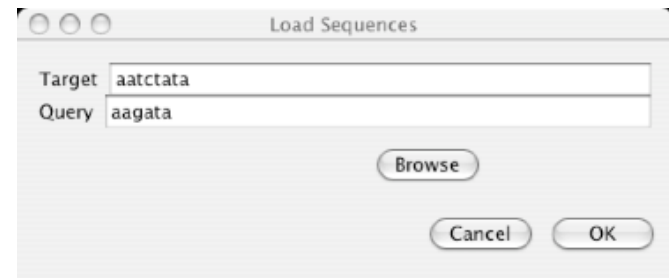 Load Sequences
Target aatctata
Query aagata
Browse
Cancel OK